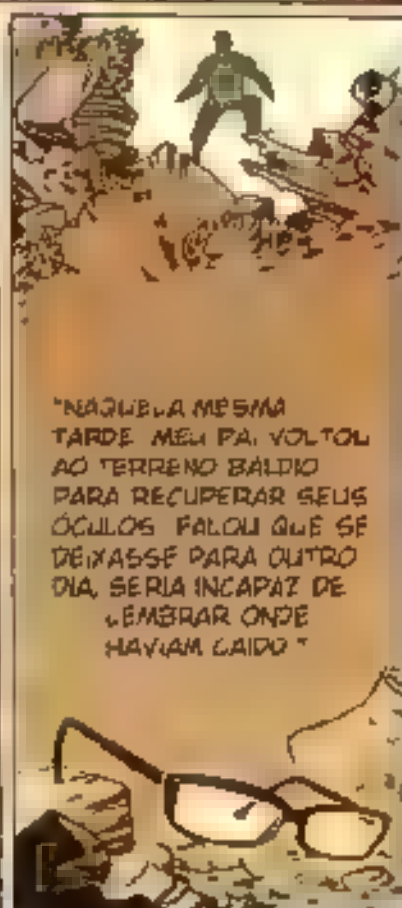 "NAQUELA MESMA
TARDE MEU PAI VOLTOU
AO TERRENO BALDIO
PARA RECUPERAR SEUS
ÓCULOS FALOU QUE SE
DEIXASSE PARA OUTRO
DIA, SERIA INCAPAZ DE
LEMBRAR ONDE
HAVIAM CAIDO "